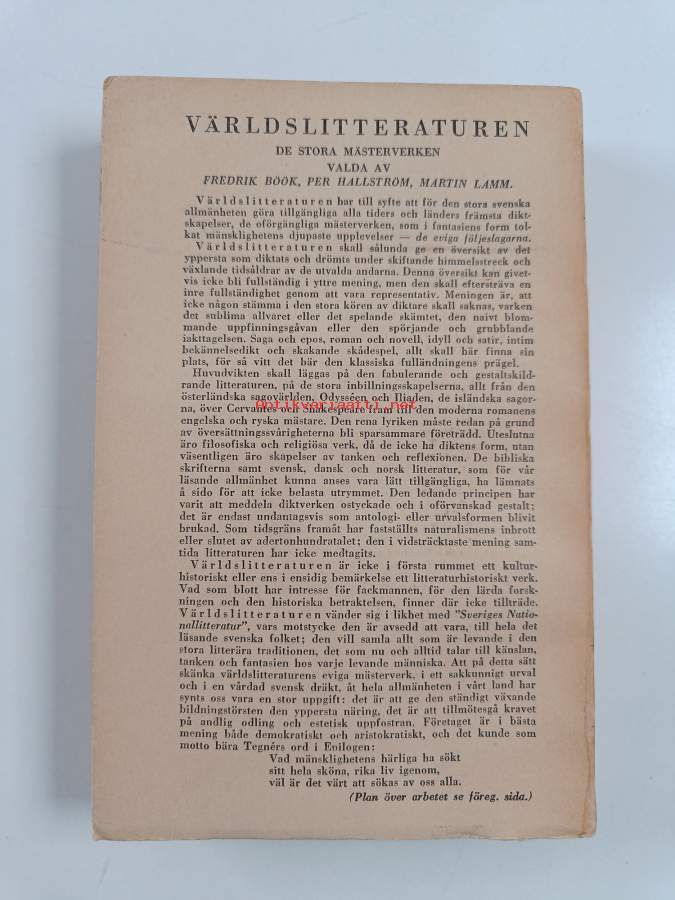 VÄRLDSLITTERATUREN
DE STORA MÄSTERVERKEN
VALDA AV
FREDRIK BÖÖK, PER HALLSTRÖM, MARTIN LAMM.
Världslitteraturen har till syfte att för den stora svenska
allmänheten göra tillgängliga alla tiders och länders främsta dikt-
skapelser, de oförgängliga mästerverken, som i fantasiens form tol-
kat mänsklighetens djupaste upplevelser — de eviga följeslagarna.
Världslitteraturen skall sålunda ge en översikt av det
yppersta som diktats och drömts under skiftande himmelsstreck och
växlande tidsåldrar av de utvalda andarna. Denna översikt kan givet-
vis icke bli fullständig i yttre mening, men den skall eftersträva en
inre fullständighet genom att vara representativ. Meningen är, att
icke någon stämma i den stora kören av diktare skall saknas, varken
det sublima allvaret eller det spelande skämtet, den naivt blom-
mande uppfinningsgåvan eller den spörjande och grubblande
iakttagelsen. Saga och epos, roman och novell, idyll och satir, intim
bekännelsedikt och skakande skådespel, allt skall här finna sin
plats, för så vitt det bär den klassiska fulländningens prägel.
Huvudvikten skall läggas på den fabulerande och gestaltskild-
rande litteraturen, på de stora inbillningsskapelserna, allt från den
österländska sagovärlden, Odysséen och Iliaden, de isländska sagor-
na, över Cervantes och Shakespeare fram till den moderna romanens
engelska och ryska mästare. Den rena lyriken måste redan på grund
av översättningssvårigheterna bli sparsammare företrädd. Uteslutna
äro filosofiska och religiösa verk, då de icke ha diktens form, utan
väsentligen äro skapelser av tanken och reflexionen. De bibliska
skrifterna samt svensk, dansk och norsk litteratur, som för vår
läsande allmänhet kunna anses vara lätt tillgängliga, ha lämnats
å sido för att icke belasta utrymmet. Den ledande principen har
varit att meddela diktverken ostyckade och i oförvanskad gestalt;
det är endast undantagsvis som antologi- eller urvalsformen blivit
brukad. Som tidsgräns framåt har fastställts naturalismens inbrott
eller slutet av adertonhundratalet; den i vidsträcktaste mening sam-
tida litteraturen har icke medtagits.
Världslitteraturen är icke i första rummet ett kultur-
historiskt eller ens i ensidig bemärkelse ett litteraturhistoriskt verk.
Vad som blott har intresse för fackmannen, för den lärda forsk-
ningen och den historiska betraktelsen, finner där icke tillträde.
Världslitteraturen vänder sig i likhet med "Sveriges Natio-
nallitteratur", vars motstycke den är avsedd att vara, till hela det
läsande svenska folket; den vill samla allt som är levande i den
stora litterära traditionen, det som nu och alltid talar till känslan,
tanken och fantasien hos varje levande människa. Att på detta sätt
skänka världslitteraturens eviga mästerverk, i ett sakkunnigt urval
och i en vårdad svensk dräkt, åt hela allmänheten i vårt land har
synts oss vara en stor uppgift: det är att ge den ständigt växande
bildningstörsten den yppersta näring, det är att tillmötesgå kravet
på andlig odling och estetisk uppfostran. Företaget är i bästa
mening både demokratiskt och aristokratiskt, och det kunde som
motto bära Tegnérs ord i Epilogen:
Vad mänsklighetens härliga ha sökt
sitt hela sköna, rika liv igenom,
väl är det värt att sökas av oss alla.
(Plan över arbetet se föreg. sida.)
antikvariaatti.net